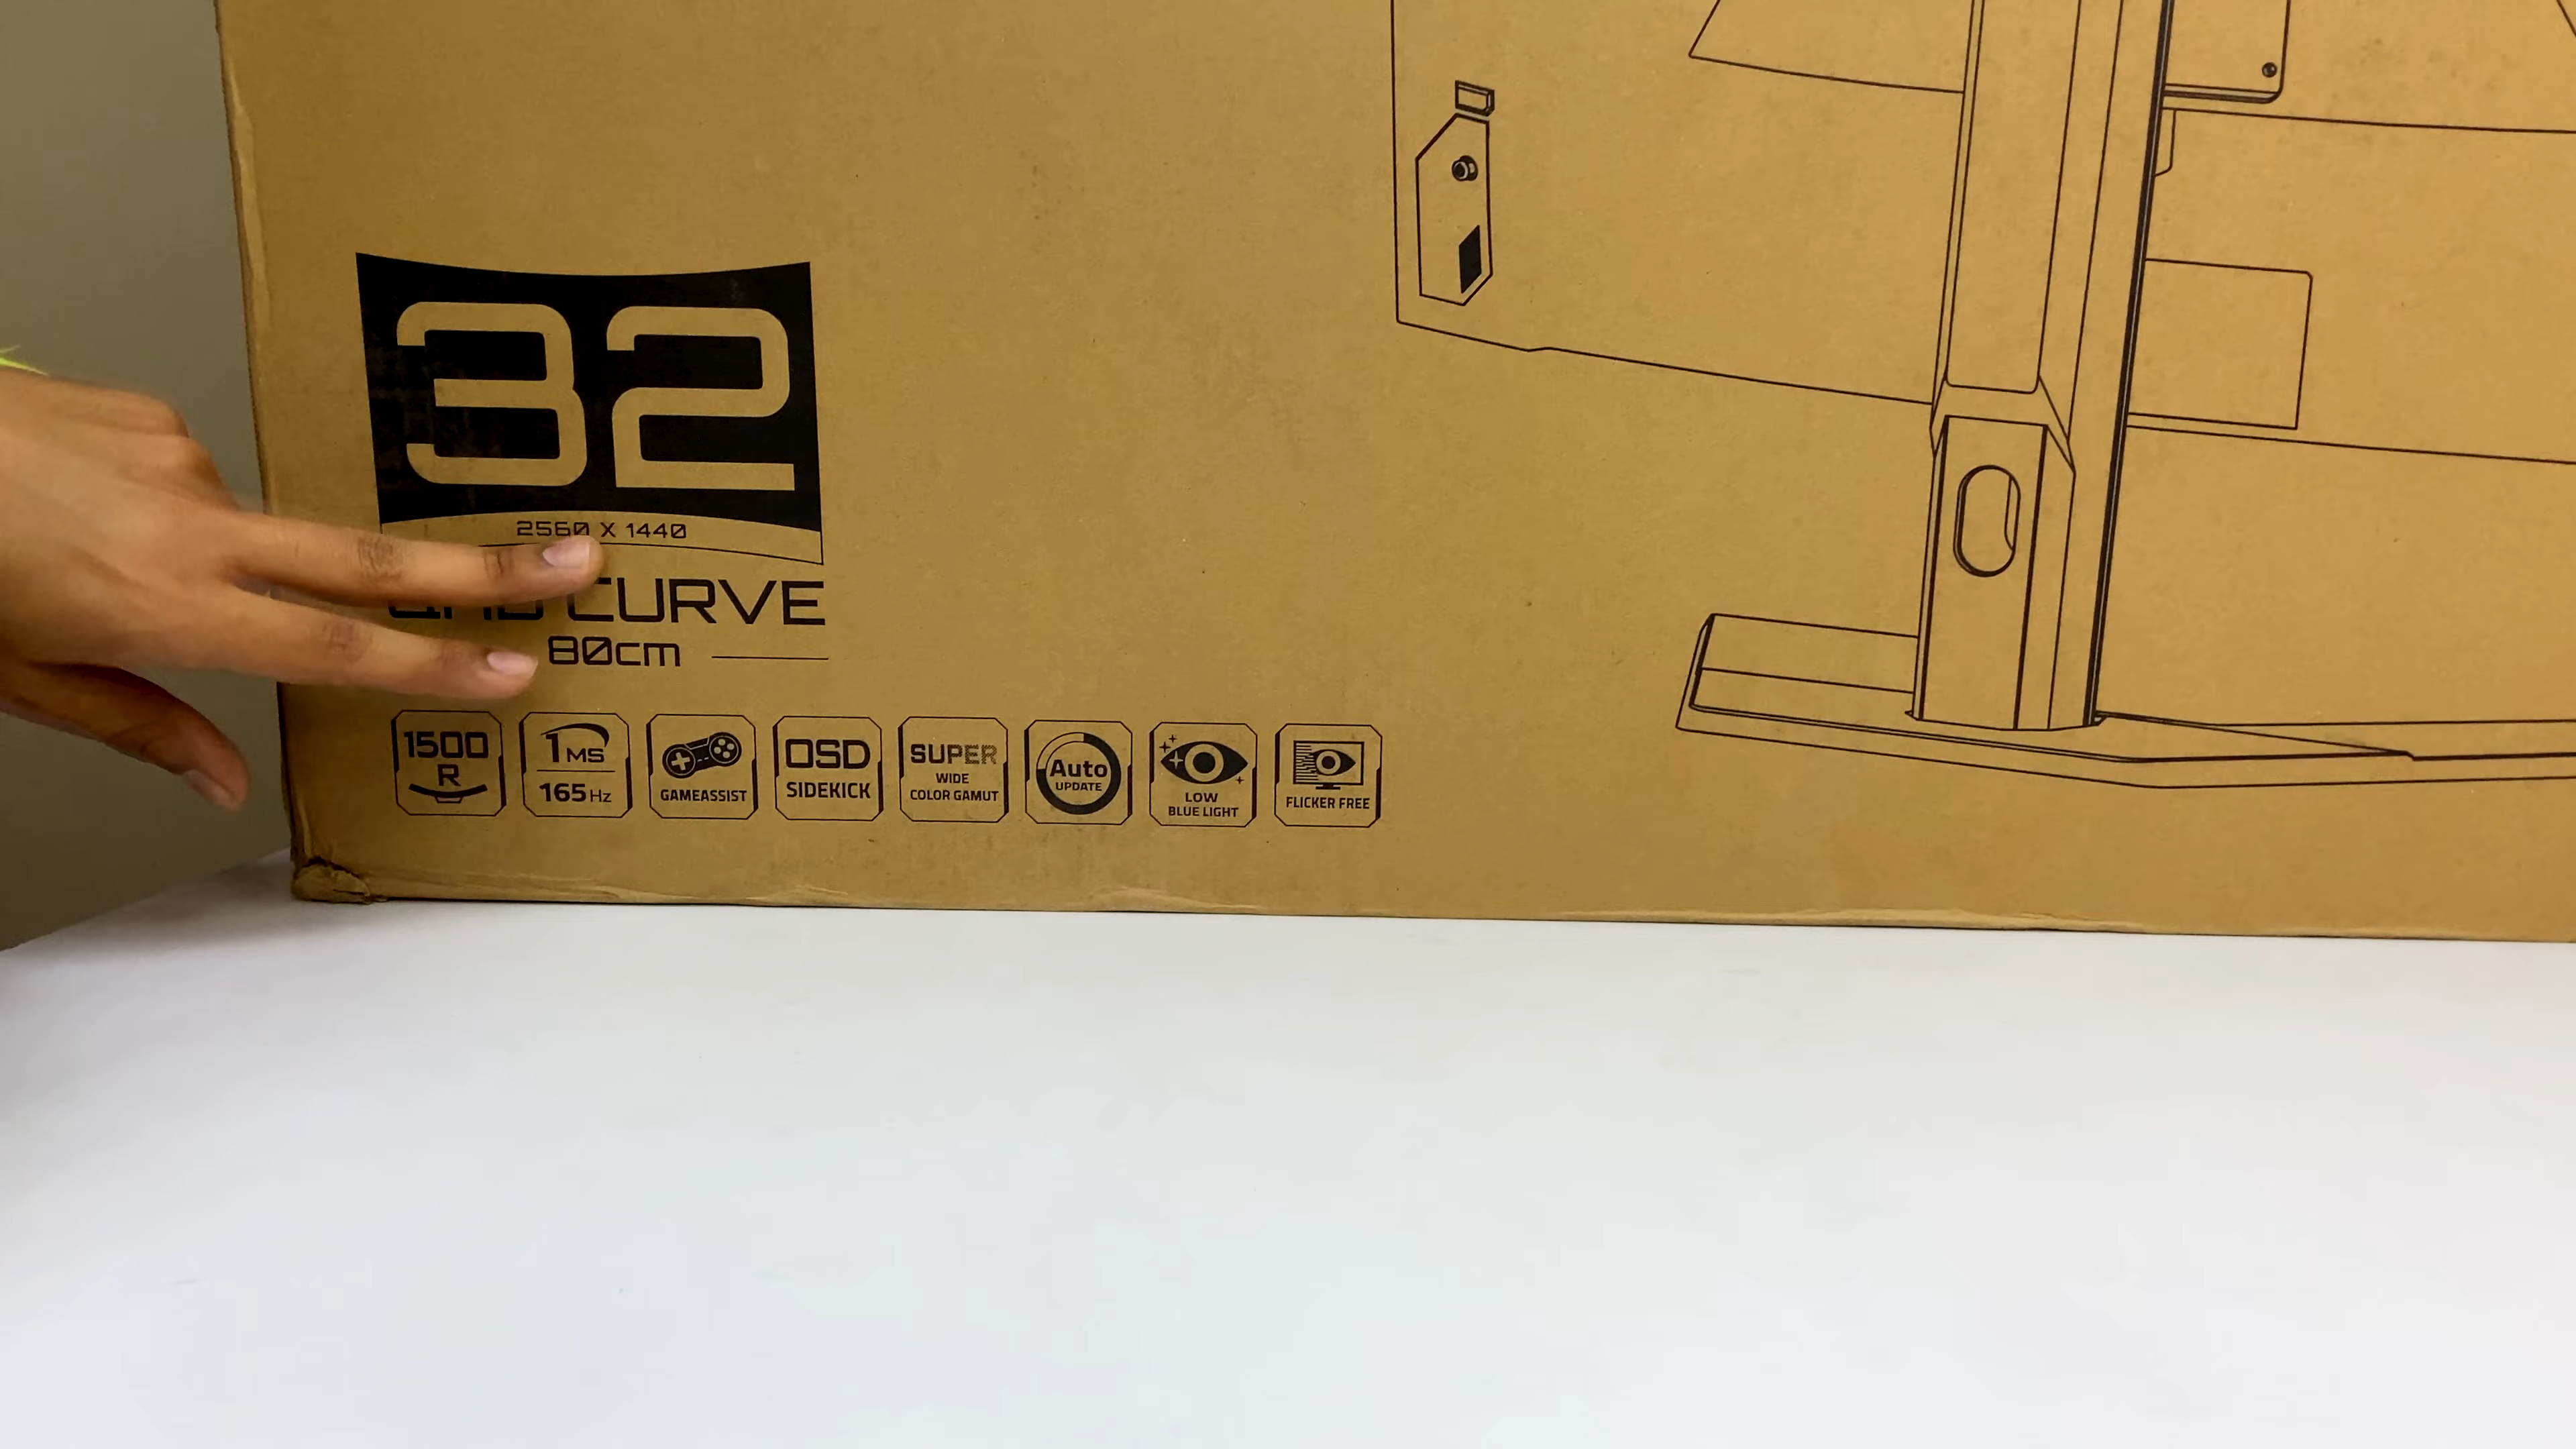 32
2560 X 1440
CURVE
80cm
1500
R
1MS
165Hz
GAMEASSIST
OSD
SIDEKICK
SUPER
WIDE
COLOR GAMUT
Auto
UPDATE
LOW
BLUE LIGHT
FLICKER FREE